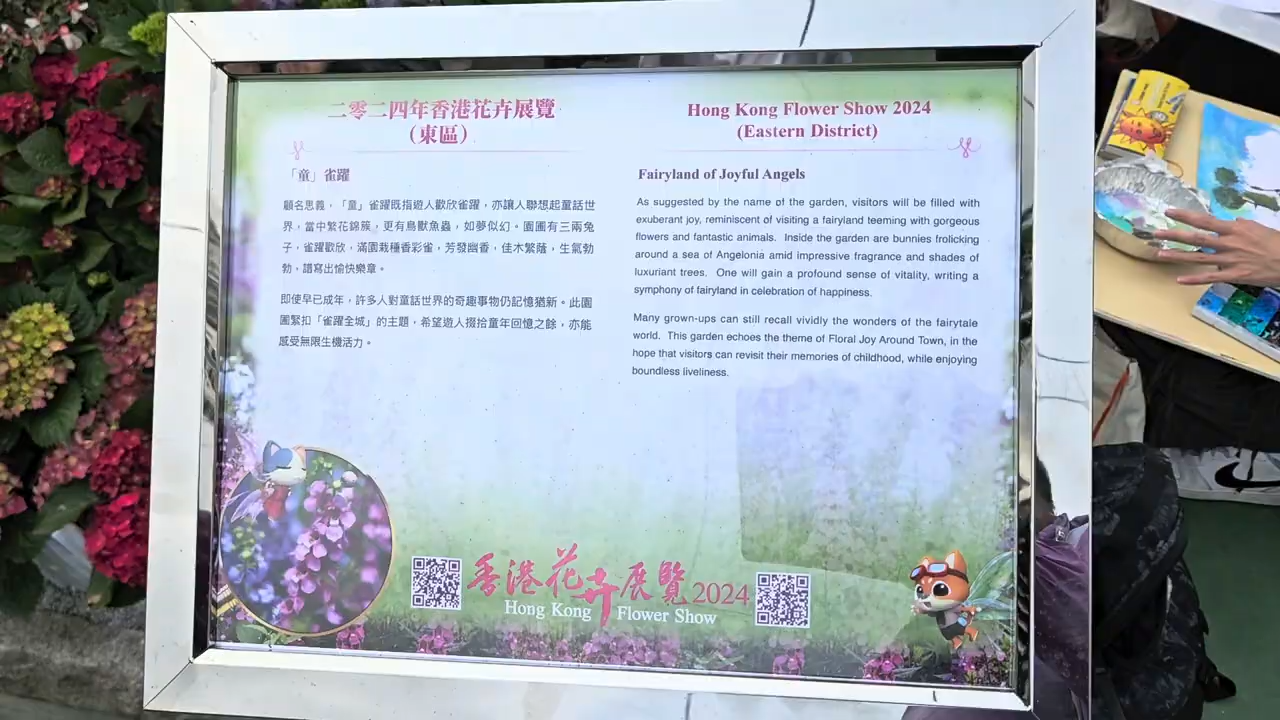 二零二四年香港花卉展覽
（東區）
「童」雀躍
顧名思義，「童」雀躍既指遊人歡欣雀躍，亦讓人聯想起童話世
界，當中繁花錦簇，更有鳥獸魚蟲，如夢似幻。園圃有三兩兔
子，雀躍歡欣，滿園栽種香彩雀，芳發幽香，佳木繁蔭，生氣勃
勃，譜寫出愉快樂章。
即使早已成年，許多人對童話世界的奇趣事物仍記憶猶新。此園
圃緊扣「雀躍全城」的主題，希望遊人掇拾童年回憶之餘，亦能
感受無限生機活力。
Hong Kong Flower Show 2024
(Eastern District)
Fairyland of Joyful Angels
As suggested by the name of the garden, visitors will be filled with
exuberant joy, reminiscent of visiting a fairyland teeming with gorgeous
flowers and fantastic animals. Inside the garden are bunnies frolicking
around a sea of Angelonia amid impressive fragrance and shades of
luxuriant trees. One will gain a profound sense of vitality, writing a
symphony of fairyland in celebration of happiness.
Many grown-ups can still recall vividly the wonders of the fairytale
world. This garden echoes the theme of Floral Joy Around Town, in the
hope that visitors can revisit their memories of childhood, while enjoying
boundless liveliness.
香港花卉展覽2024
Hong Kong Flower Show